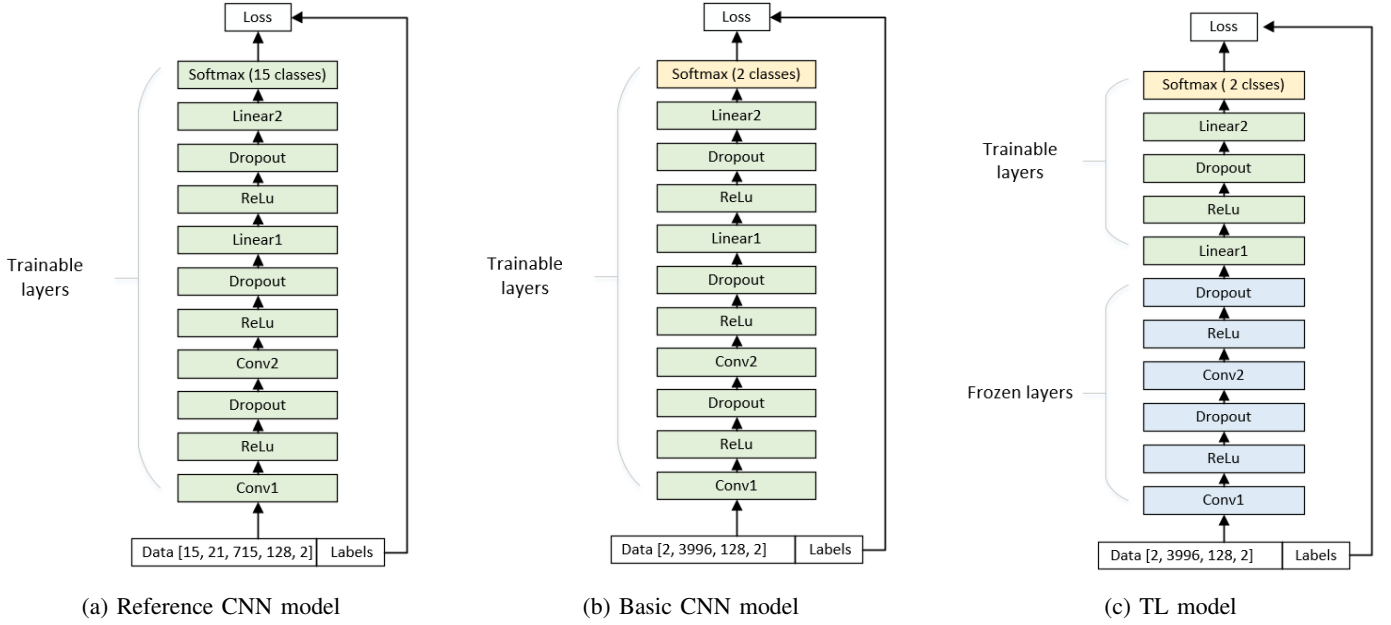 Loss
Softmax (15 classes)
Linear2
Dropout
ReLu
Linear1
Dropout
ReLu
Conv2
Dropout
ReLu
Conv1
Trainable
layers
Data [15, 21, 715, 128, 2]
Labels
(a) Reference CNN model
Loss
Softmax (2 classes)
Linear2
Dropout
ReLu
Linear1
Dropout
ReLu
Conv2
Dropout
ReLu
Conv1
Trainable
layers
Data [2, 3996, 128, 2]
Labels
(b) Basic CNN model
Loss
Softmax ( 2 clsses)
Linear2
Dropout
ReLu
Linear1
Dropout
ReLu
Conv2
Dropout
ReLu
Conv1
Trainable
layers
Frozen layers
Data [2, 3996, 128, 2]
Labels
(c) TL model